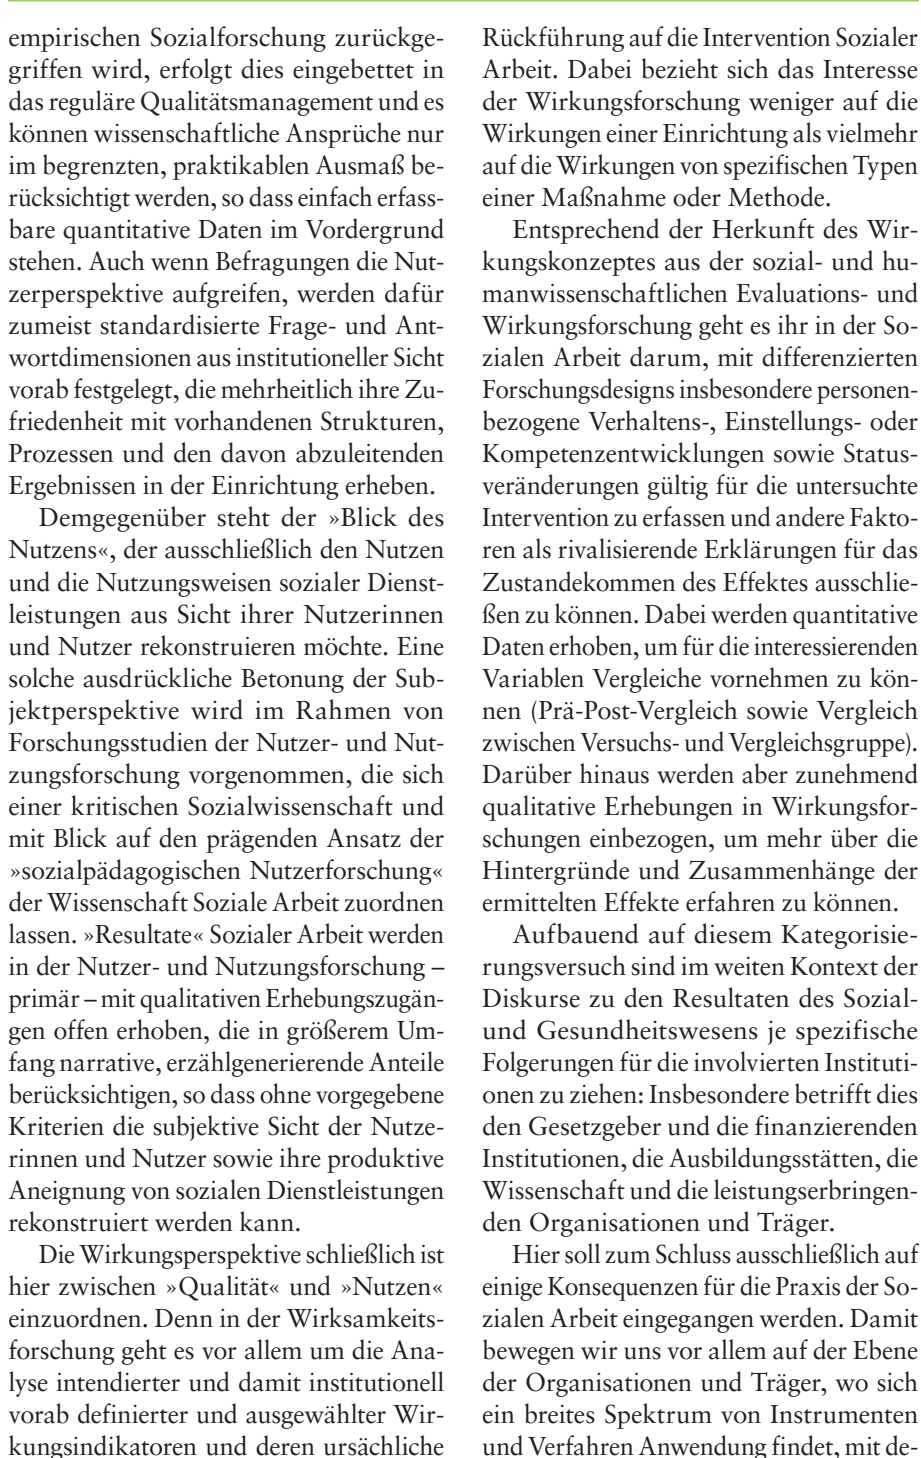 empirischen Sozialforschung zurückge-
griffen wird, erfolgt dies eingebettet in
das reguläre Qualitätsmanagement und es
können wissenschaftliche Ansprüche nur
im begrenzten, praktikablen Ausmaß be-
rücksichtigt werden, so dass einfach erfass-
bare quantitative Daten im Vordergrund
stehen. Auch wenn Befragungen die Nut-
zerperspektive aufgreifen, werden dafür
zumeist standardisierte Frage- und Ant-
wortdimensionen aus institutioneller Sicht
vorab festgelegt, die mehrheitlich ihre Zu-
friedenheit mit vorhandenen Strukturen,
Prozessen und den davon abzuleitenden
Ergebnissen in der Einrichtung erheben.
Demgegenüber steht der »Blick des
Nutzens«, der ausschließlich den Nutzen
und die Nutzungsweisen sozialer Dienst-
leistungen aus Sicht ihrer Nutzerinnen
und Nutzer rekonstruieren möchte. Eine
solche ausdrückliche Betonung der Sub-
jektperspektive wird im Rahmen von
Forschungsstudien der Nutzer- und Nut-
zungsforschung vorgenommen, die sich
einer kritischen Sozialwissenschaft und
mit Blick auf den prägenden Ansatz der
»sozialpädagogischen Nutzerforschung«
der Wissenschaft Soziale Arbeit zuordnen
lassen. »Resultate« Sozialer Arbeit werden
in der Nutzer- und Nutzungsforschung –
primär – mit qualitativen Erhebungszugän-
gen offen erhoben, die in größerem Um-
fang narrative, erzählgenerierende Anteile
berücksichtigen, so dass ohne vorgegebene
Kriterien die subjektive Sicht der Nutze-
rinnen und Nutzer sowie ihre produktive
Aneignung von sozialen Dienstleistungen
rekonstruiert werden kann.
Die Wirkungsperspektive schließlich ist
hier zwischen »Qualität« und »Nutzen«
einzuordnen. Denn in der Wirksamkeits-
forschung geht es vor allem um die Ana-
lyse intendierter und damit institutionell
vorab definierter und ausgewählter Wir-
kungsindikatoren und deren ursächliche
Rückführung auf die Intervention Sozialer
Arbeit. Dabei bezieht sich das Interesse
der Wirkungsforschung weniger auf die
Wirkungen einer Einrichtung als vielmehr
auf die Wirkungen von spezifischen Typen
einer Maßnahme oder Methode.
Entsprechend der Herkunft des Wir-
kungskonzeptes aus der sozial- und hu-
manwissenschaftlichen Evaluations- und
Wirkungsforschung geht es ihr in der So-
zialen Arbeit darum, mit differenzierten
Forschungsdesigns insbesondere personen-
bezogene Verhaltens-, Einstellungs- oder
Kompetenzentwicklungen sowie Status-
veränderungen gültig für die untersuchte
Intervention zu erfassen und andere Fakto-
ren als rivalisierende Erklärungen für das
Zustandekommen des Effektes ausschlie-
ßen zu können. Dabei werden quantitative
Daten erhoben, um für die interessierenden
Variablen Vergleiche vornehmen zu kön-
nen (Prä-Post-Vergleich sowie Vergleich
zwischen Versuchs- und Vergleichsgruppe).
Darüber hinaus werden aber zunehmend
qualitative Erhebungen in Wirkungsfor-
schungen einbezogen, um mehr über die
Hintergründe und Zusammenhänge der
ermittelten Effekte erfahren zu können.
Aufbauend auf diesem Kategorisie-
rungsversuch sind im weiten Kontext der
Diskurse zu den Resultaten des Sozial-
und Gesundheitswesens je spezifische
Folgerungen für die involvierten Instituti-
onen zu ziehen: Insbesondere betrifft dies
den Gesetzgeber und die finanzierenden
Institutionen, die Ausbildungsstätten, die
Wissenschaft und die leistungserbringen-
den Organisationen und Träger.
Hier soll zum Schluss ausschließlich auf
einige Konsequenzen für die Praxis der So-
zialen Arbeit eingegangen werden. Damit
bewegen wir uns vor allem auf der Ebene
der Organisationen und Träger, wo sich
ein breites Spektrum von Instrumenten
und Verfahren Anwendung findet, mit de-